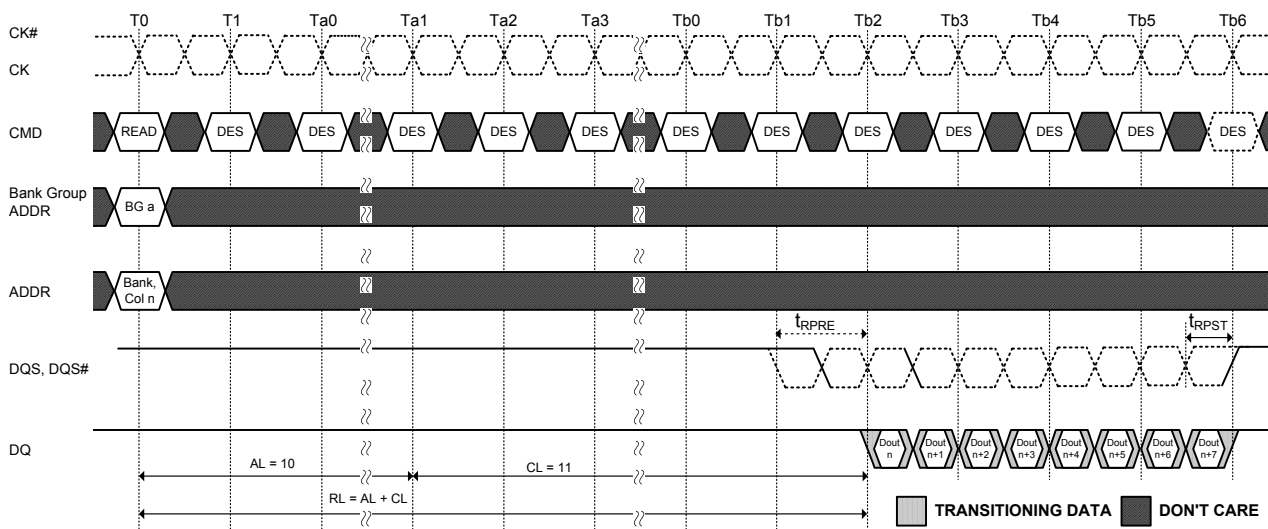 T0 T1 Ta0 Ta1 Ta2 Ta3 Tb0 Tb1 Tb2 Tb3 Tb4 Tb5 Tb6
CK#
CK
CMD READ DES DES DES DES DES DES DES DES DES DES DES DES
Bank Group
ADDR
BG a
ADDR
Bank,
Col n
tRPRE
tRPST
DQS, DQS#
DQ
Dout
n
Dout
n+1
Dout
n+2
Dout
n+3
Dout
n+4
Dout
n+5
Dout
n+6
Dout
n+7
AL = 10
CL = 11
RL = AL + CL
TRANSITIONING DATA
DON'T CARE